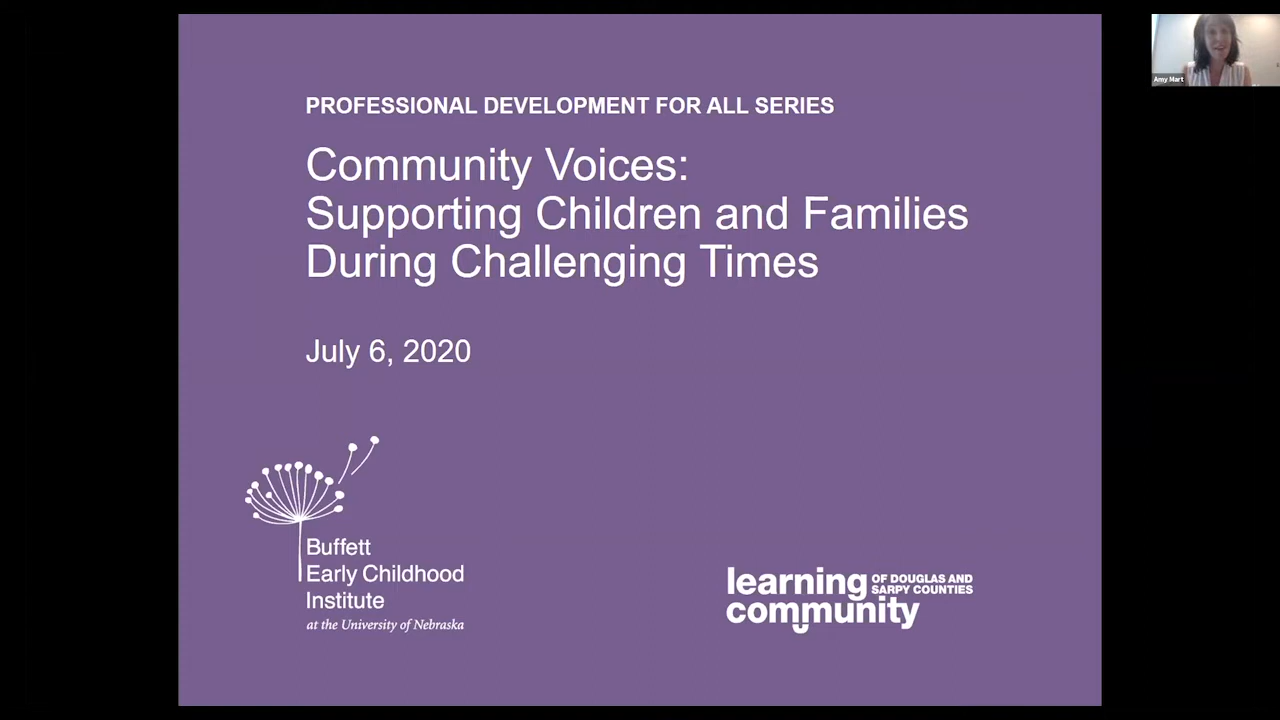 PROFESSIONAL DEVELOPMENT FOR ALL SERIES
Community Voices:
Supporting Children and Families
During Challenging Times
July 6, 2020
Buffett
Early Childhood
Institute
at the University of Nebraska
learning OF DOUGLAS AND
SARPY COUNTIES
community
Amy Mart